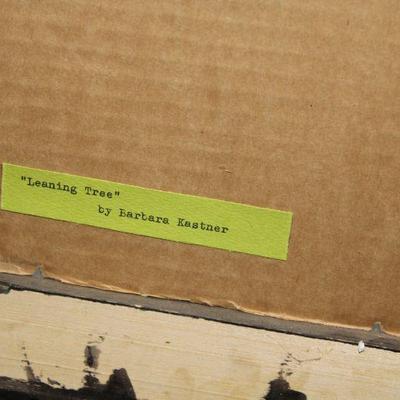 "Leaning Tree"
by Barbara Kastner